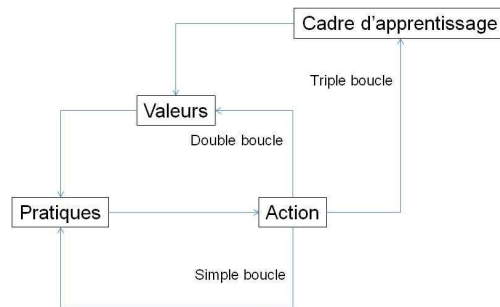 Cadre d'apprentissage
Triple boucle
Valeurs
Double boucle
Pratiques
Action
Simple boucle